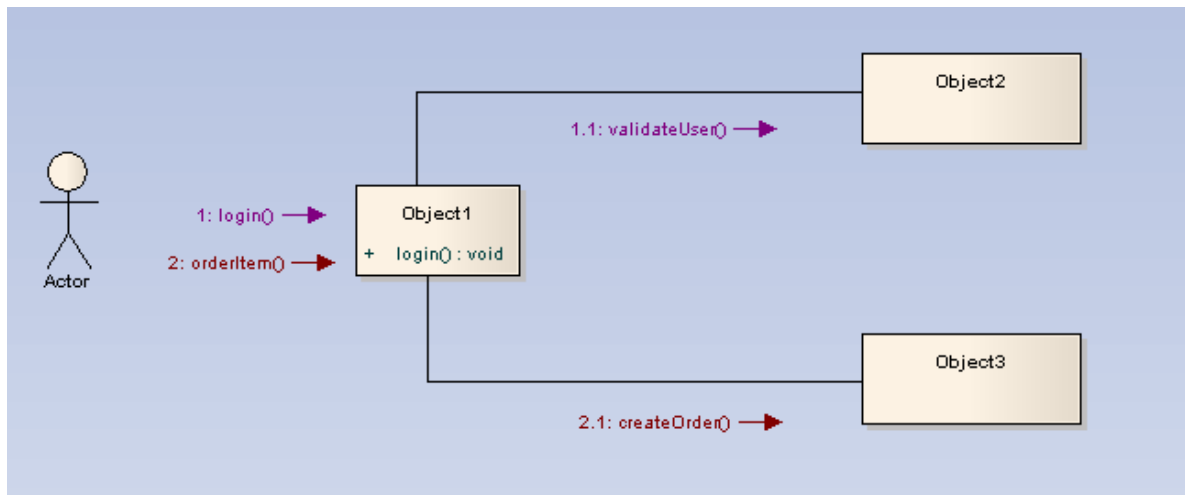 Object2
1.1: validateUser()
1: login()
Object1
2: orderItem()
+ login() : void
Actor
Object3
2.1: createOrder()